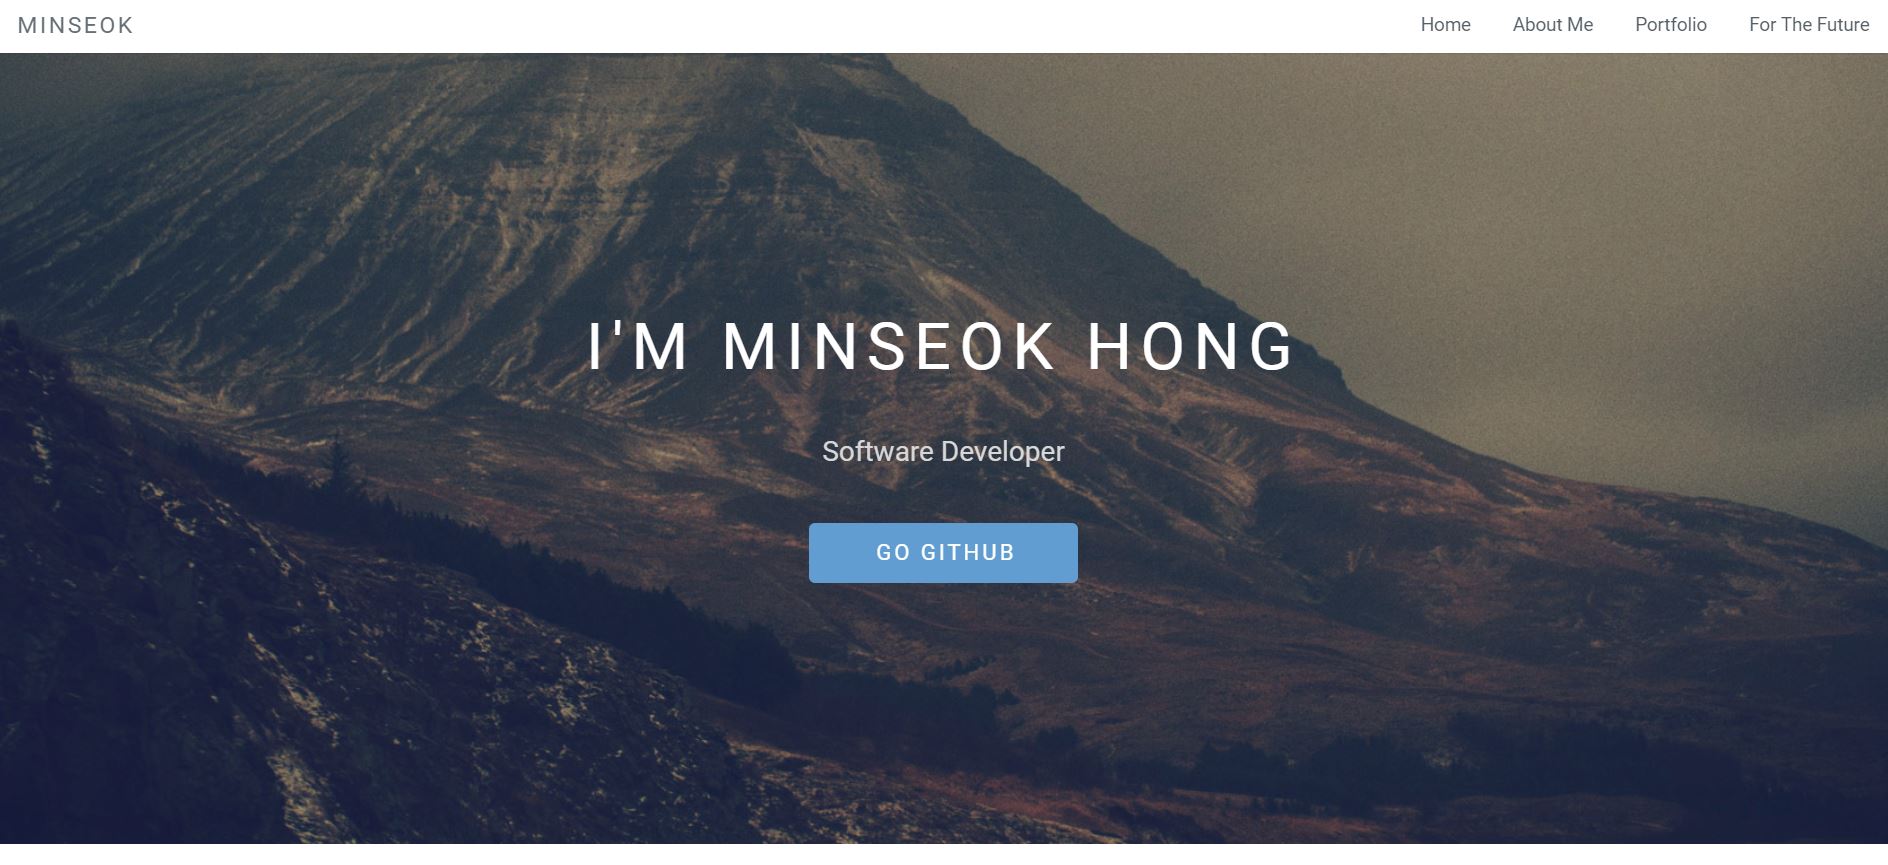 MINSEOK
Home About Me Portfolio For The Future
I'M MINSEOK HONG
Software Developer
GO GITHUB